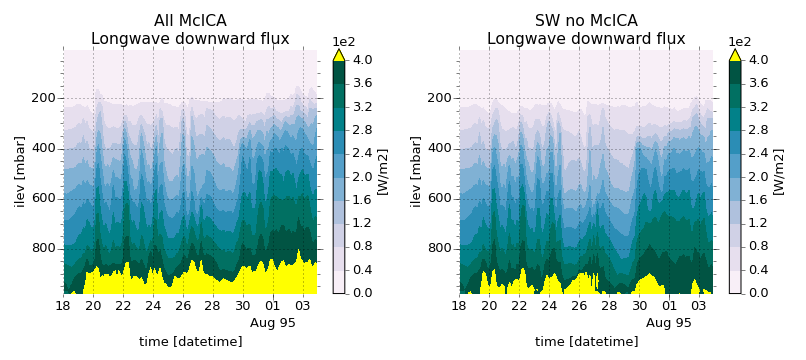 All McICA
Longwave downward flux
1e2
4.0
3.6
3.2
2.8
2.4
2.0
1.6
1.2
0.8
0.4
0.0
[W/m2]
200
400
600
800
ilev [mbar]
18 20 22 24 26 28 30 01 03
Aug 95
time [datetime]
SW no McICA
Longwave downward flux
1e2
4.0
3.6
3.2
2.8
2.4
2.0
1.6
1.2
0.8
0.4
0.0
[W/m2]
200
400
600
800
ilev [mbar]
18 20 22 24 26 28 30 01 03
Aug 95
time [datetime]